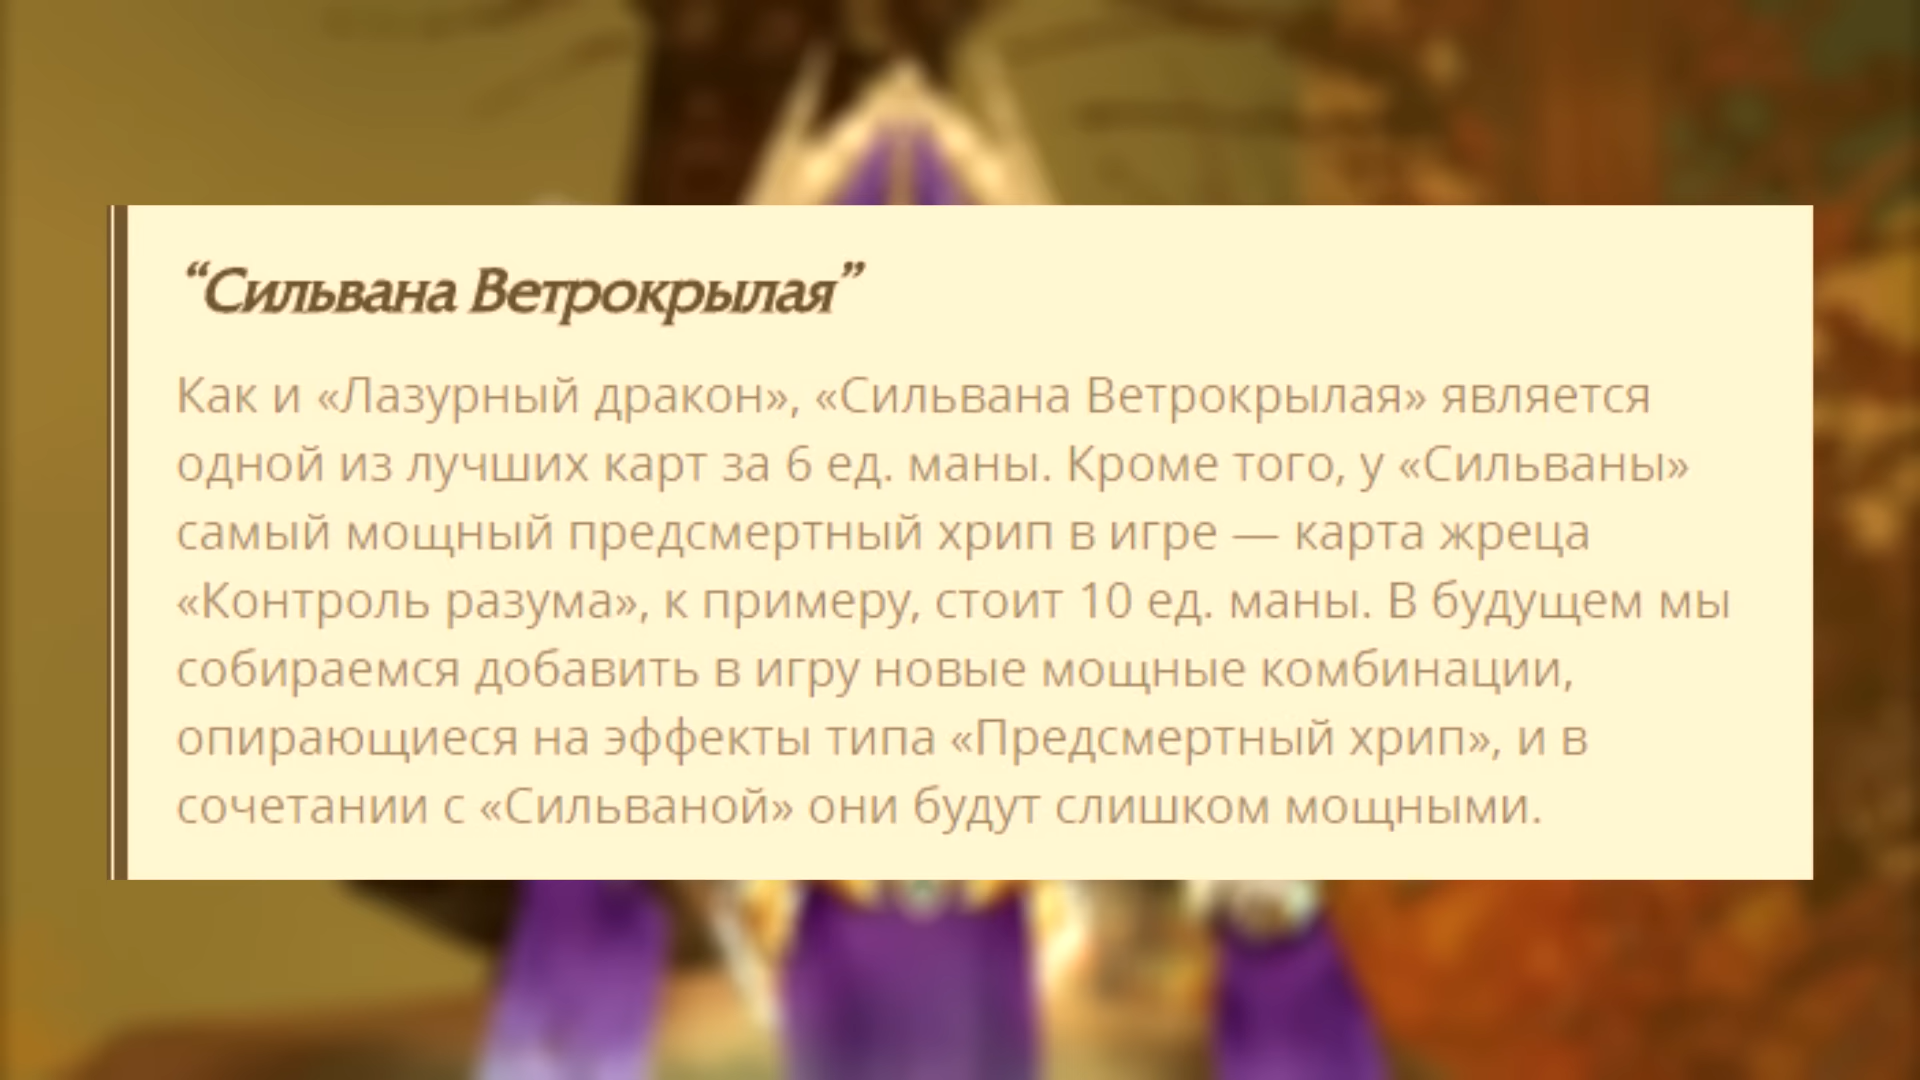 “Сильвана Ветрокрылая”
Как и «Лазурный дракон», «Сильвана Ветрокрылая» является
одной из лучших карт за 6 ед. маны. Кроме того, у «Сильваны»
самый мощный предсмертный хрип в игре — карта жреца
«Контроль разума», к примеру, стоит 10 ед. маны. В будущем мы
собираемся добавить в игру новые мощные комбинации,
опирающиеся на эффекты типа «Предсмертный хрип», и в
сочетании с «Сильваной» они будут слишком мощными.